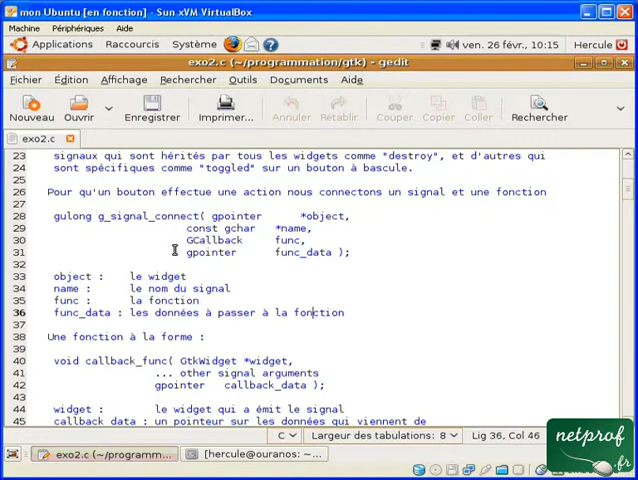 mon Ubuntu [en fonction] - Sun xVM VirtualBox
Machine Périphériques Aide
Applications Raccourcis Système ven. 26 févr., 10:15 Hercule
exo2.c (~/programmation/gtk) - gedit
Fichier Édition Affichage Rechercher Outils Documents Aide
Nouveau Ouvrir Enregistrer Imprimer... Annuler Rétablir Couper Copier Coller Rechercher
exo2.c
23 signaux qui sont hérités par tous les widgets comme "destroy", et d'autres qui
24 sont spécifiques comme "toggled" sur un bouton à bascule.
25
26 Pour qu'un bouton effectue une action nous connectons un signal et une fonction
27
28 gulong g_signal_connect( gpointer *object,
29 const gchar *name,
30 GCallback func,
31 gpointer func_data );
32
33 object : le widget
34 name : le nom du signal
35 func : la fonction
36 func_data : les données à passer à la fonction
37
38 Une fonction à la forme :
39
40 void callback_func( GtkWidget *widget,
41 ... other signal arguments
42 gpointer callback_data );
43
44 widget : le widget qui a émit le signal
45 callback data : un pointeur sur les données qui viennent de
C Largeur des tabulations: 8 Lig 36, Col 46 INS
exo2.c (~/programm... [hercule@ouranos: ~...
netprof
.fr